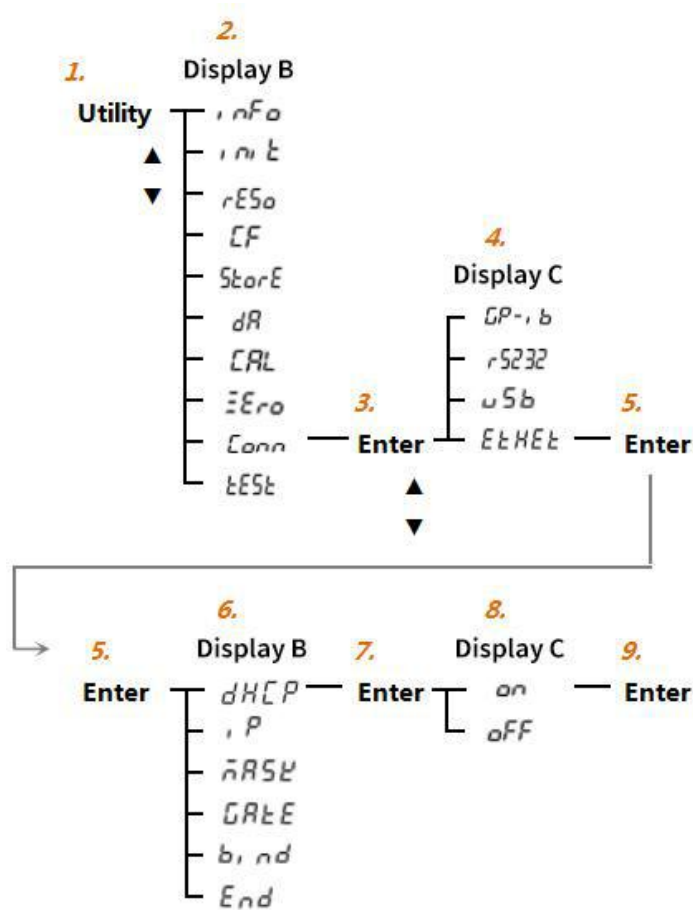 2.
1. Display B
Utility inFo
▲ init
▼ rESo
CF
4.
StorE Display C
dA GP-ib
CAL rS232
3. ZEro uSb 5.
Conn Enter EtHEt Enter
tESt ▲
▼
6. 8.
5. Display B 7. Display C 9.
Enter dHCP Enter on Enter
iP oFF
mASK
GAtE
bind
End